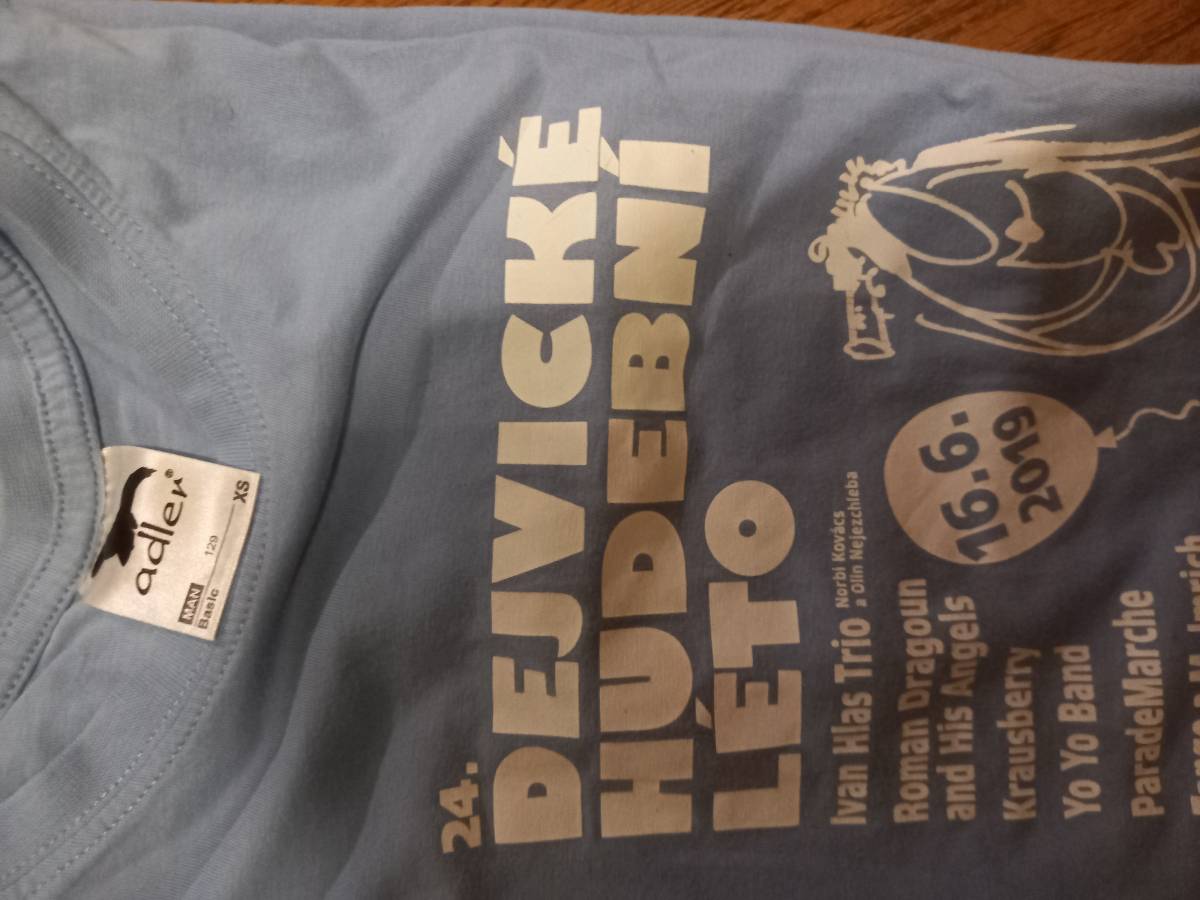 adler®
MAN
Basic 129 XS
24.
DEJVICKÉ
HUDEBNÍ
LÉTO
16.6.
2019
Ivan Hlas Trio Norbi Kovács
a Olin Nejezchleba
Roman Dragoun
and His Angels
Krausberry
Yo Yo Band
ParadeMarche